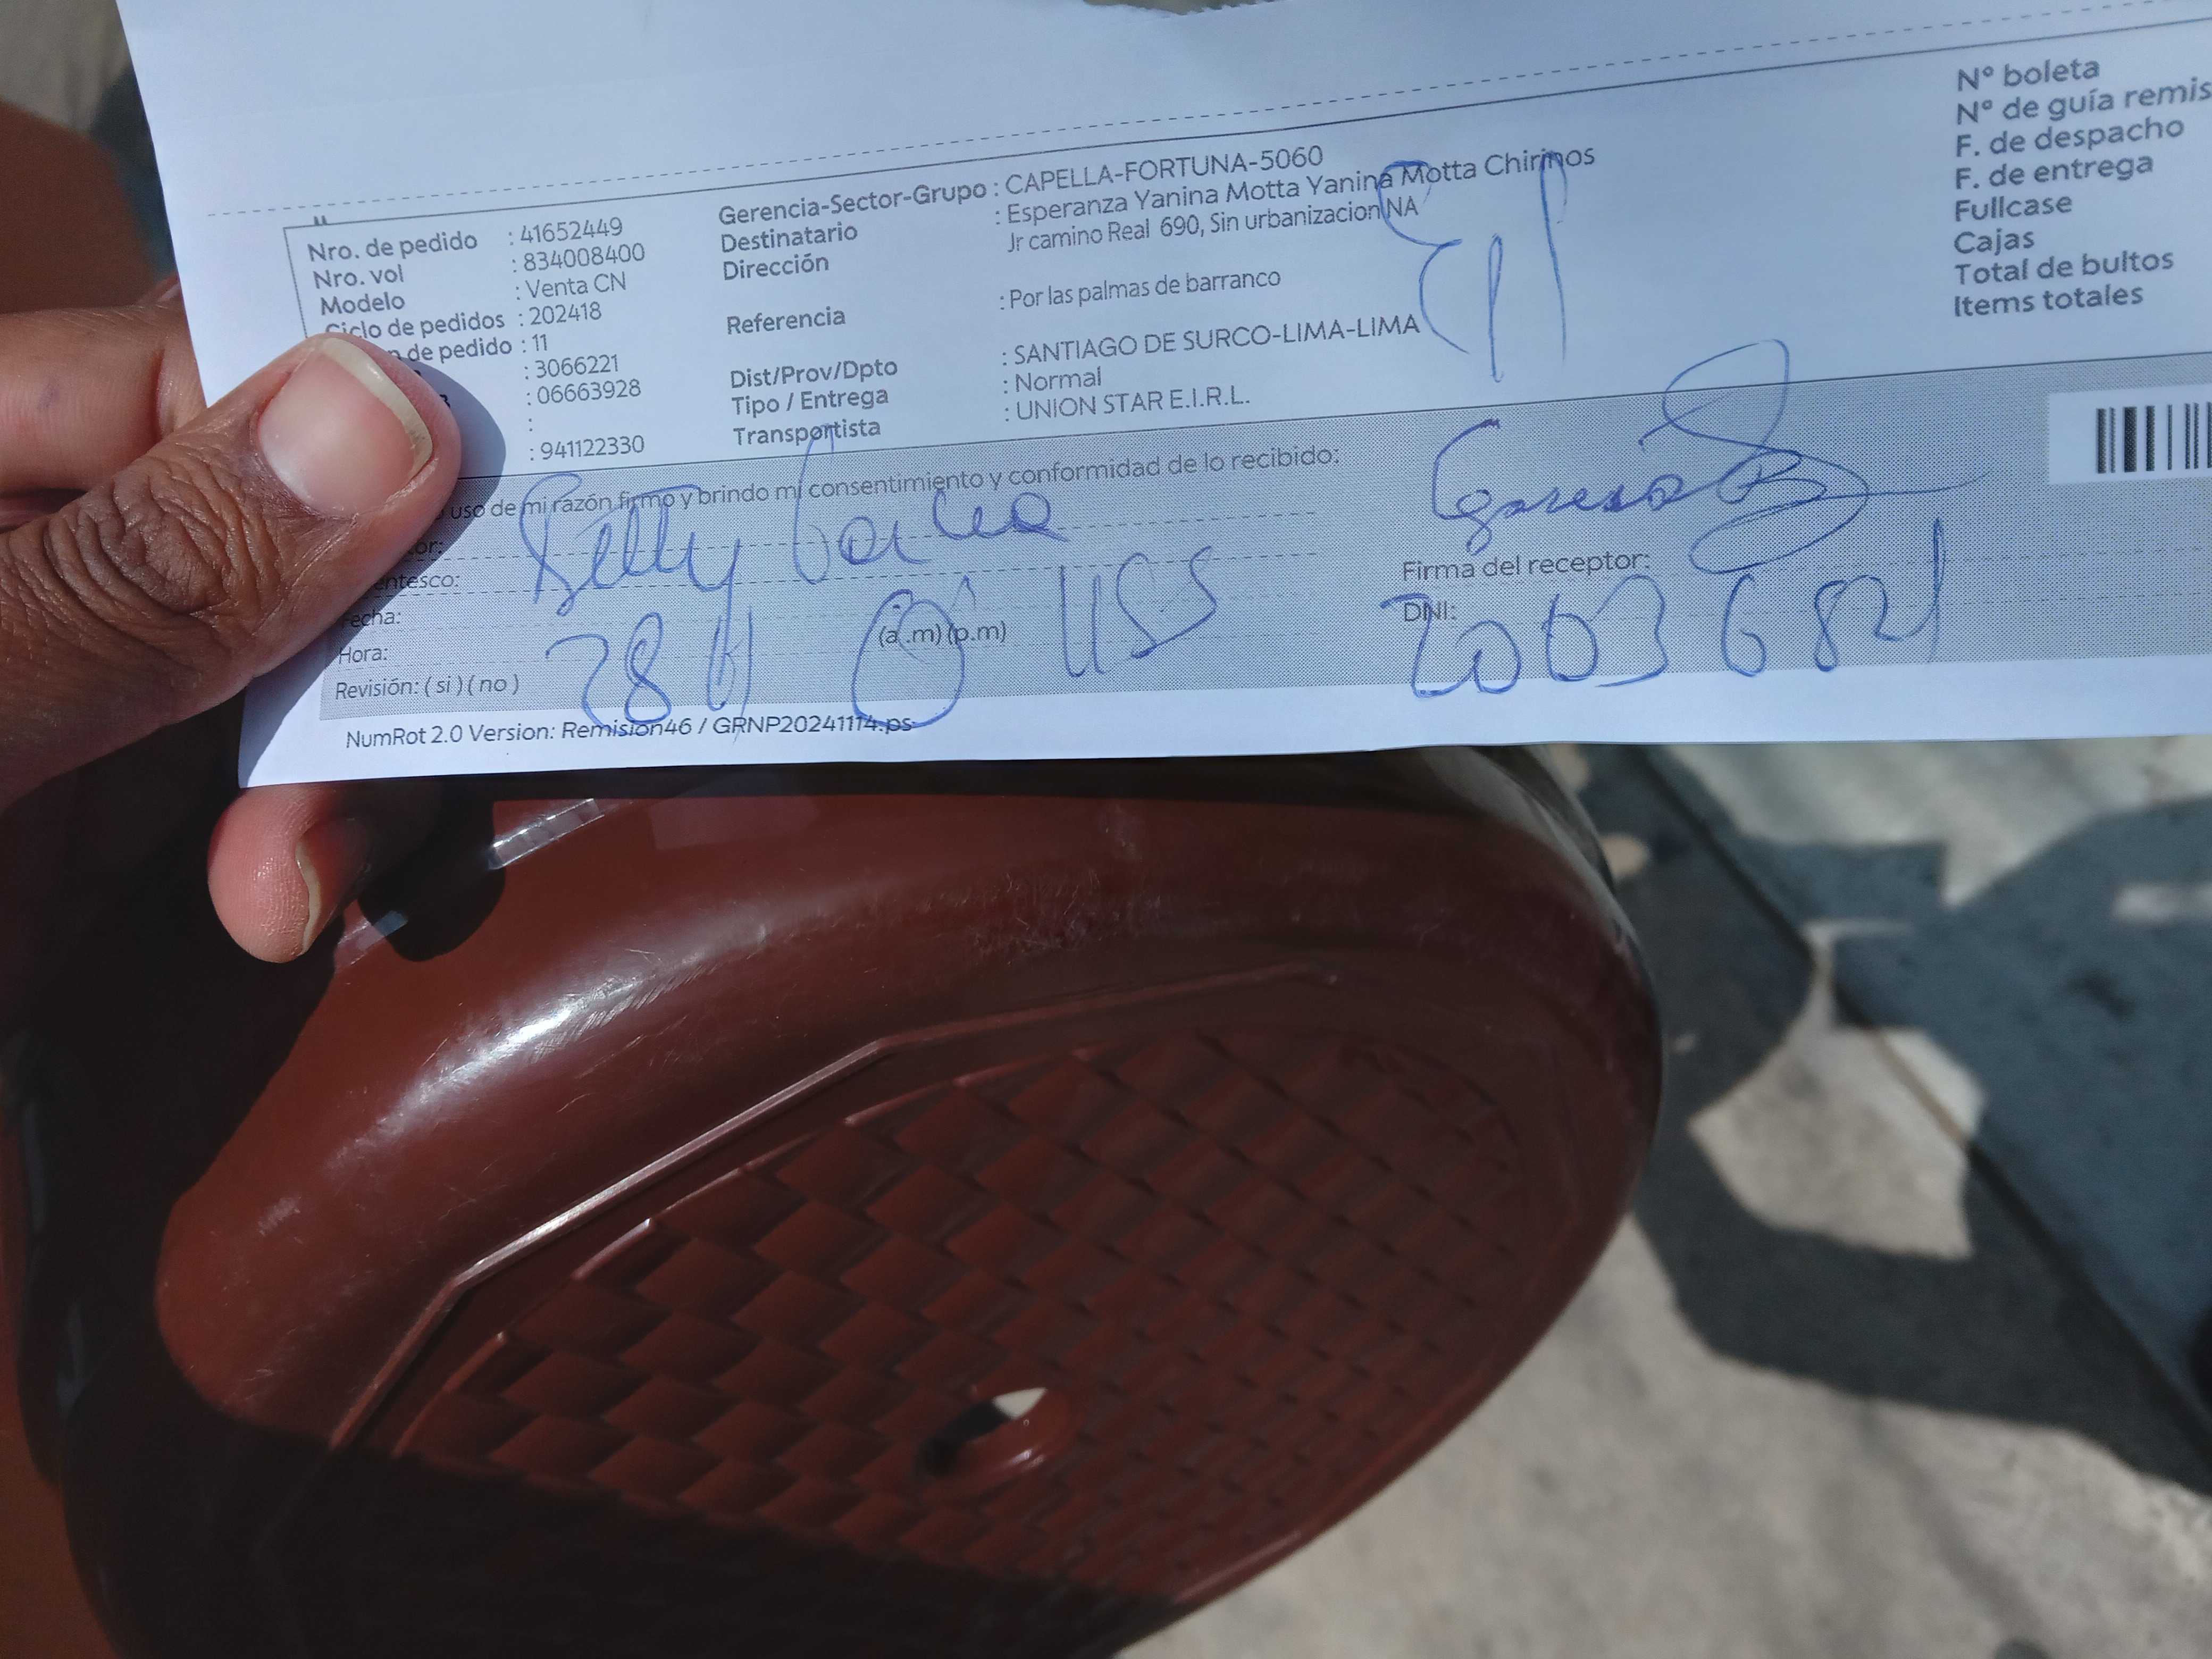 Nro. de pedido : 41652449
Nro. vol : 834008400
Modelo : Venta CN
Ciclo de pedidos : 202418
de pedido : 11
: 3066221
: 06663928
:
: 941122330
Gerencia-Sector-Grupo : CAPELLA-FORTUNA-5060
Destinatario : Esperanza Yanina Motta Yanina Motta Chirinos
Dirección Jr camino Real 690, Sin urbanizacion NA
Referencia : Por las palmas de barranco
Dist/Prov/Dpto : SANTIAGO DE SURCO-LIMA-LIMA
Tipo / Entrega : Normal
Transportista : UNION STAR E.I.R.L.
N° boleta
N° de guía remis
F. de despacho
F. de entrega
Fullcase
Cajas
Total de bultos
Items totales
uso de mi razón firmo y brindo mi consentimiento y conformidad de lo recibido:
tor: Betty Garcia
entesco:
Fecha:
Hora: (a.m) (p.m)
Revisión: ( si ) ( no )
Firma del receptor:
DNI:
NumRot 2.0 Version: Remision46 / GRNP20241114.ps